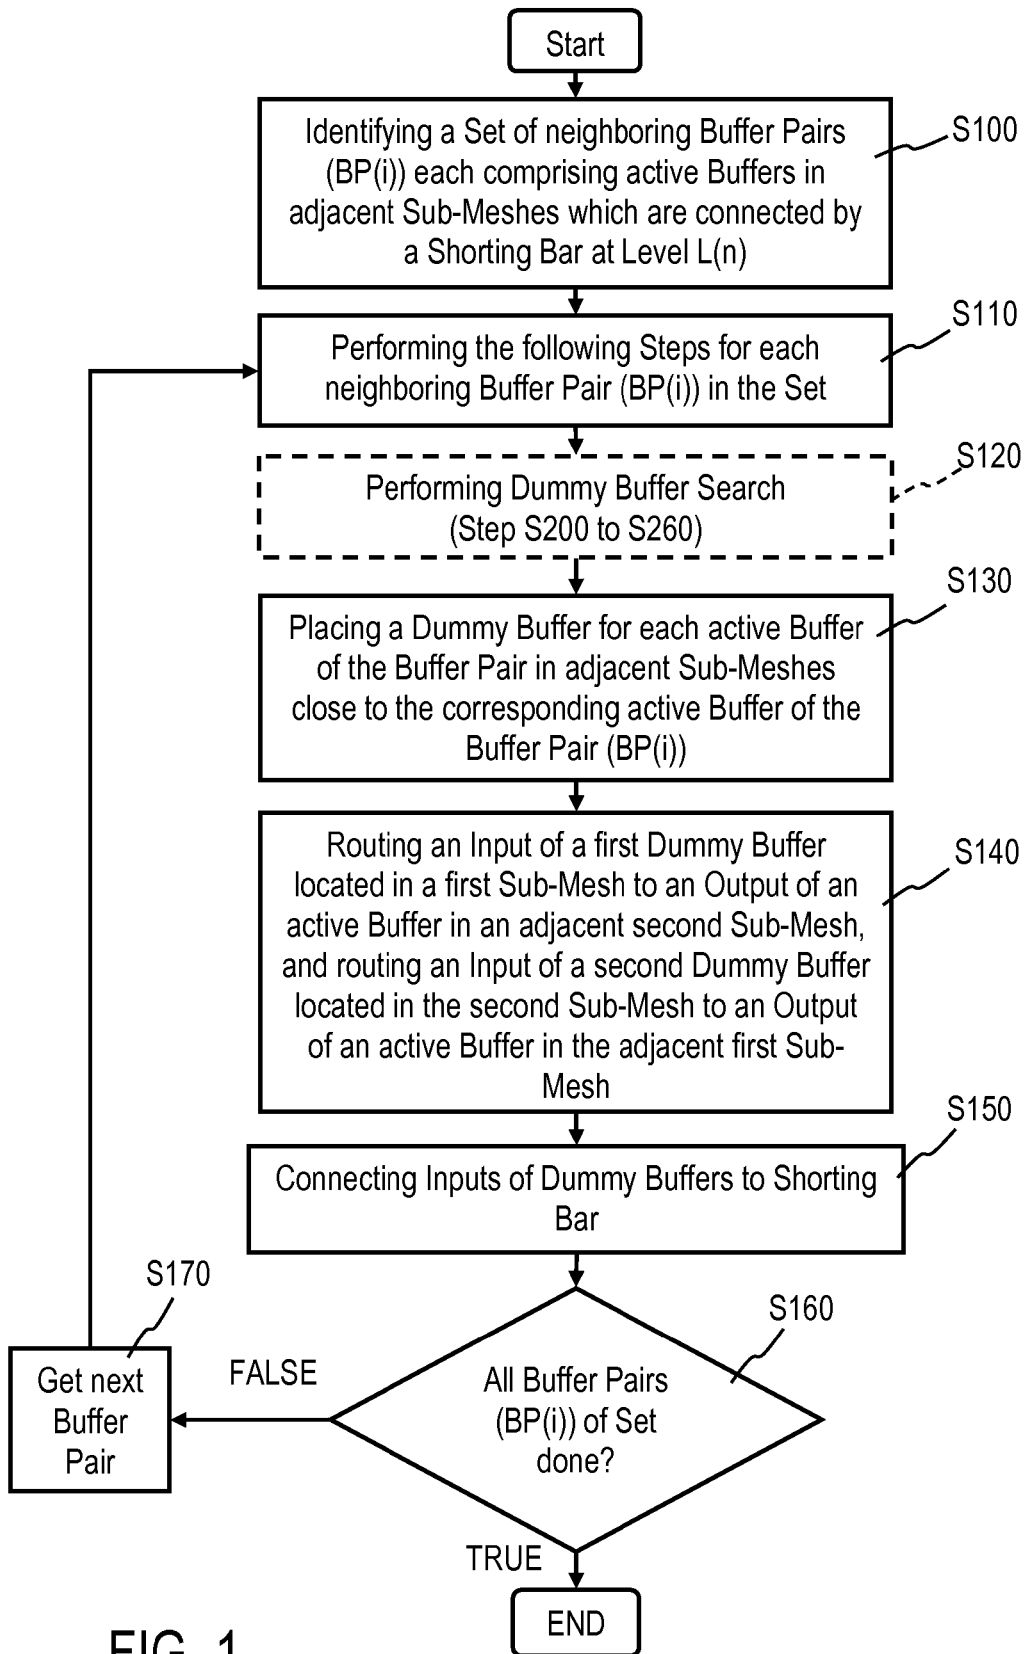 Start
Identifying a Set of neighboring Buffer Pairs
(BP(i)) each comprising active Buffers in
adjacent Sub-Meshes which are connected by
a Shorting Bar at Level L(n)
S100
Performing the following Steps for each
neighboring Buffer Pair (BP(i)) in the Set
S110
Performing Dummy Buffer Search
(Step S200 to S260)
S120
Placing a Dummy Buffer for each active Buffer
of the Buffer Pair in adjacent Sub-Meshes
close to the corresponding active Buffer of the
Buffer Pair (BP(i))
S130
Routing an Input of a first Dummy Buffer
located in a first Sub-Mesh to an Output of an
active Buffer in an adjacent second Sub-Mesh,
and routing an Input of a second Dummy Buffer
located in the second Sub-Mesh to an Output
of an active Buffer in the adjacent first Sub-
Mesh
S140
Connecting Inputs of Dummy Buffers to Shorting
Bar
S150
All Buffer Pairs
(BP(i)) of Set
done?
S160
FALSE
Get next
Buffer
Pair
S170
TRUE
END
FIG. 1